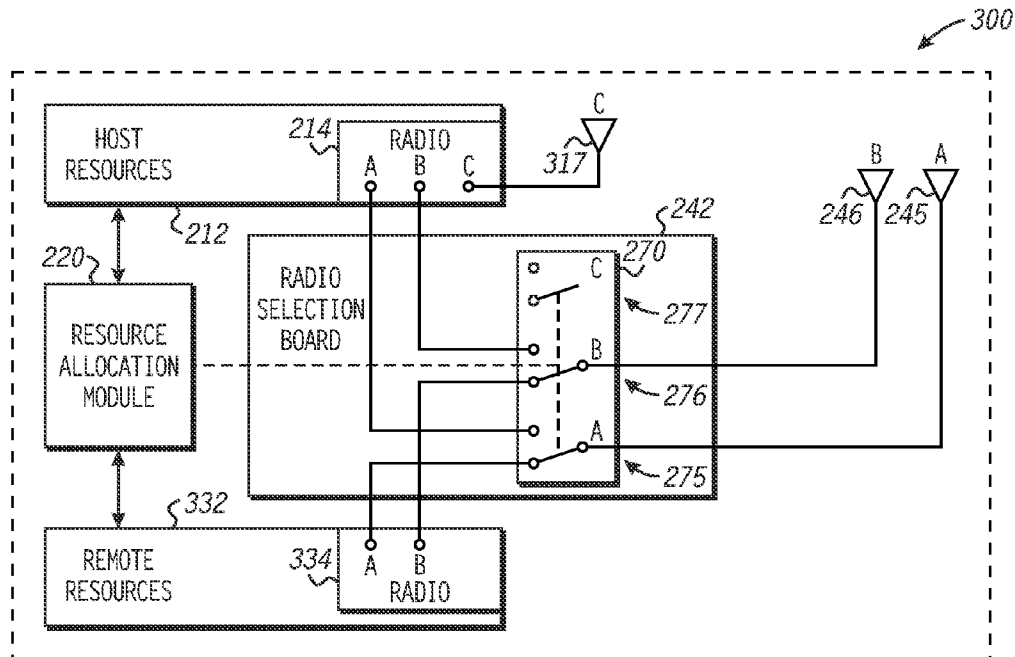 300
HOST
RESOURCES
214
RADIO
A B C
C
317
B A
246 245
212
242
220
RADIO
SELECTION
BOARD
270
C
277
RESOURCE
ALLOCATION
MODULE
B
276
A
275
332
REMOTE
RESOURCES
334
A B
RADIO